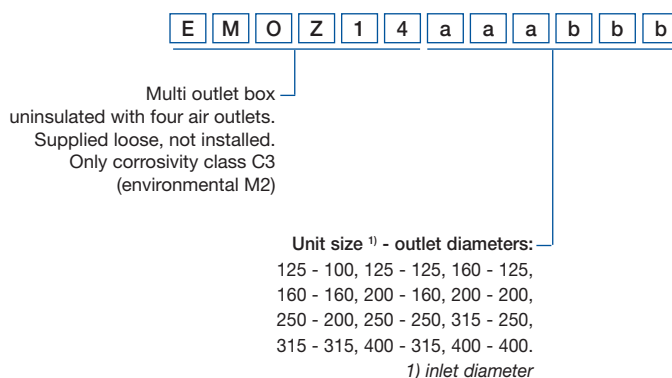 E M O Z 1 4 a a a b b b
Multi outlet box
uninsulated with four air outlets.
Supplied loose, not installed.
Only corrosivity class C3
(environmental M2)
Unit size 1) - outlet diameters:
125 - 100, 125 - 125, 160 - 125,
160 - 160, 200 - 160, 200 - 200,
250 - 200, 250 - 250, 315 - 250,
315 - 315, 400 - 315, 400 - 400.
1) inlet diameter